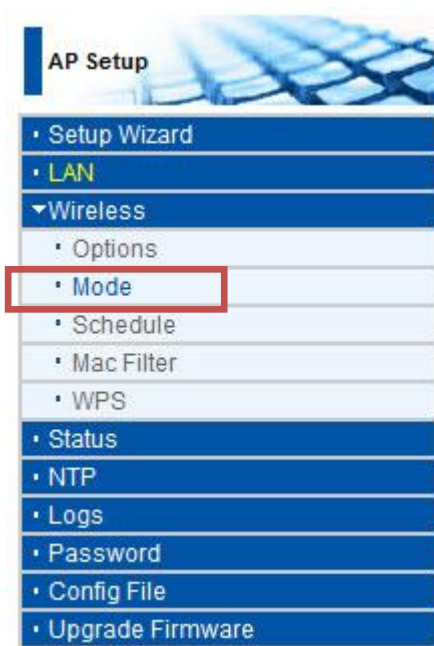 AP Setup
Setup Wizard
LAN
Wireless
Options
Mode
Schedule
Mac Filter
WPS
Status
NTP
Logs
Password
Config File
Upgrade Firmware